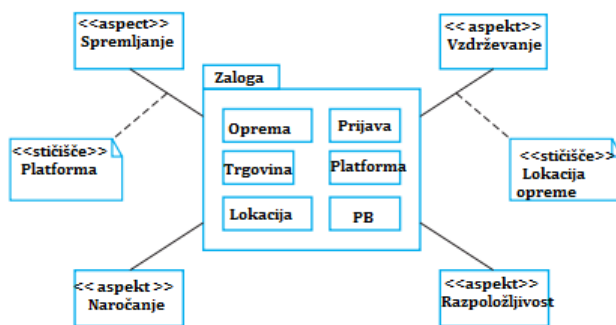 <<aspect>>
Spremljanje
<< aspekt>>
Vzdrževanje
Zaloga
Oprema
Prijava
<<stičišče>>
Platforma
Trgovina
Platforma
<<stičišče>>
Lokacija
opreme
Lokacija
PB
<< aspekt >>
Naročanje
<<aspekt>>
Razpoložljivost